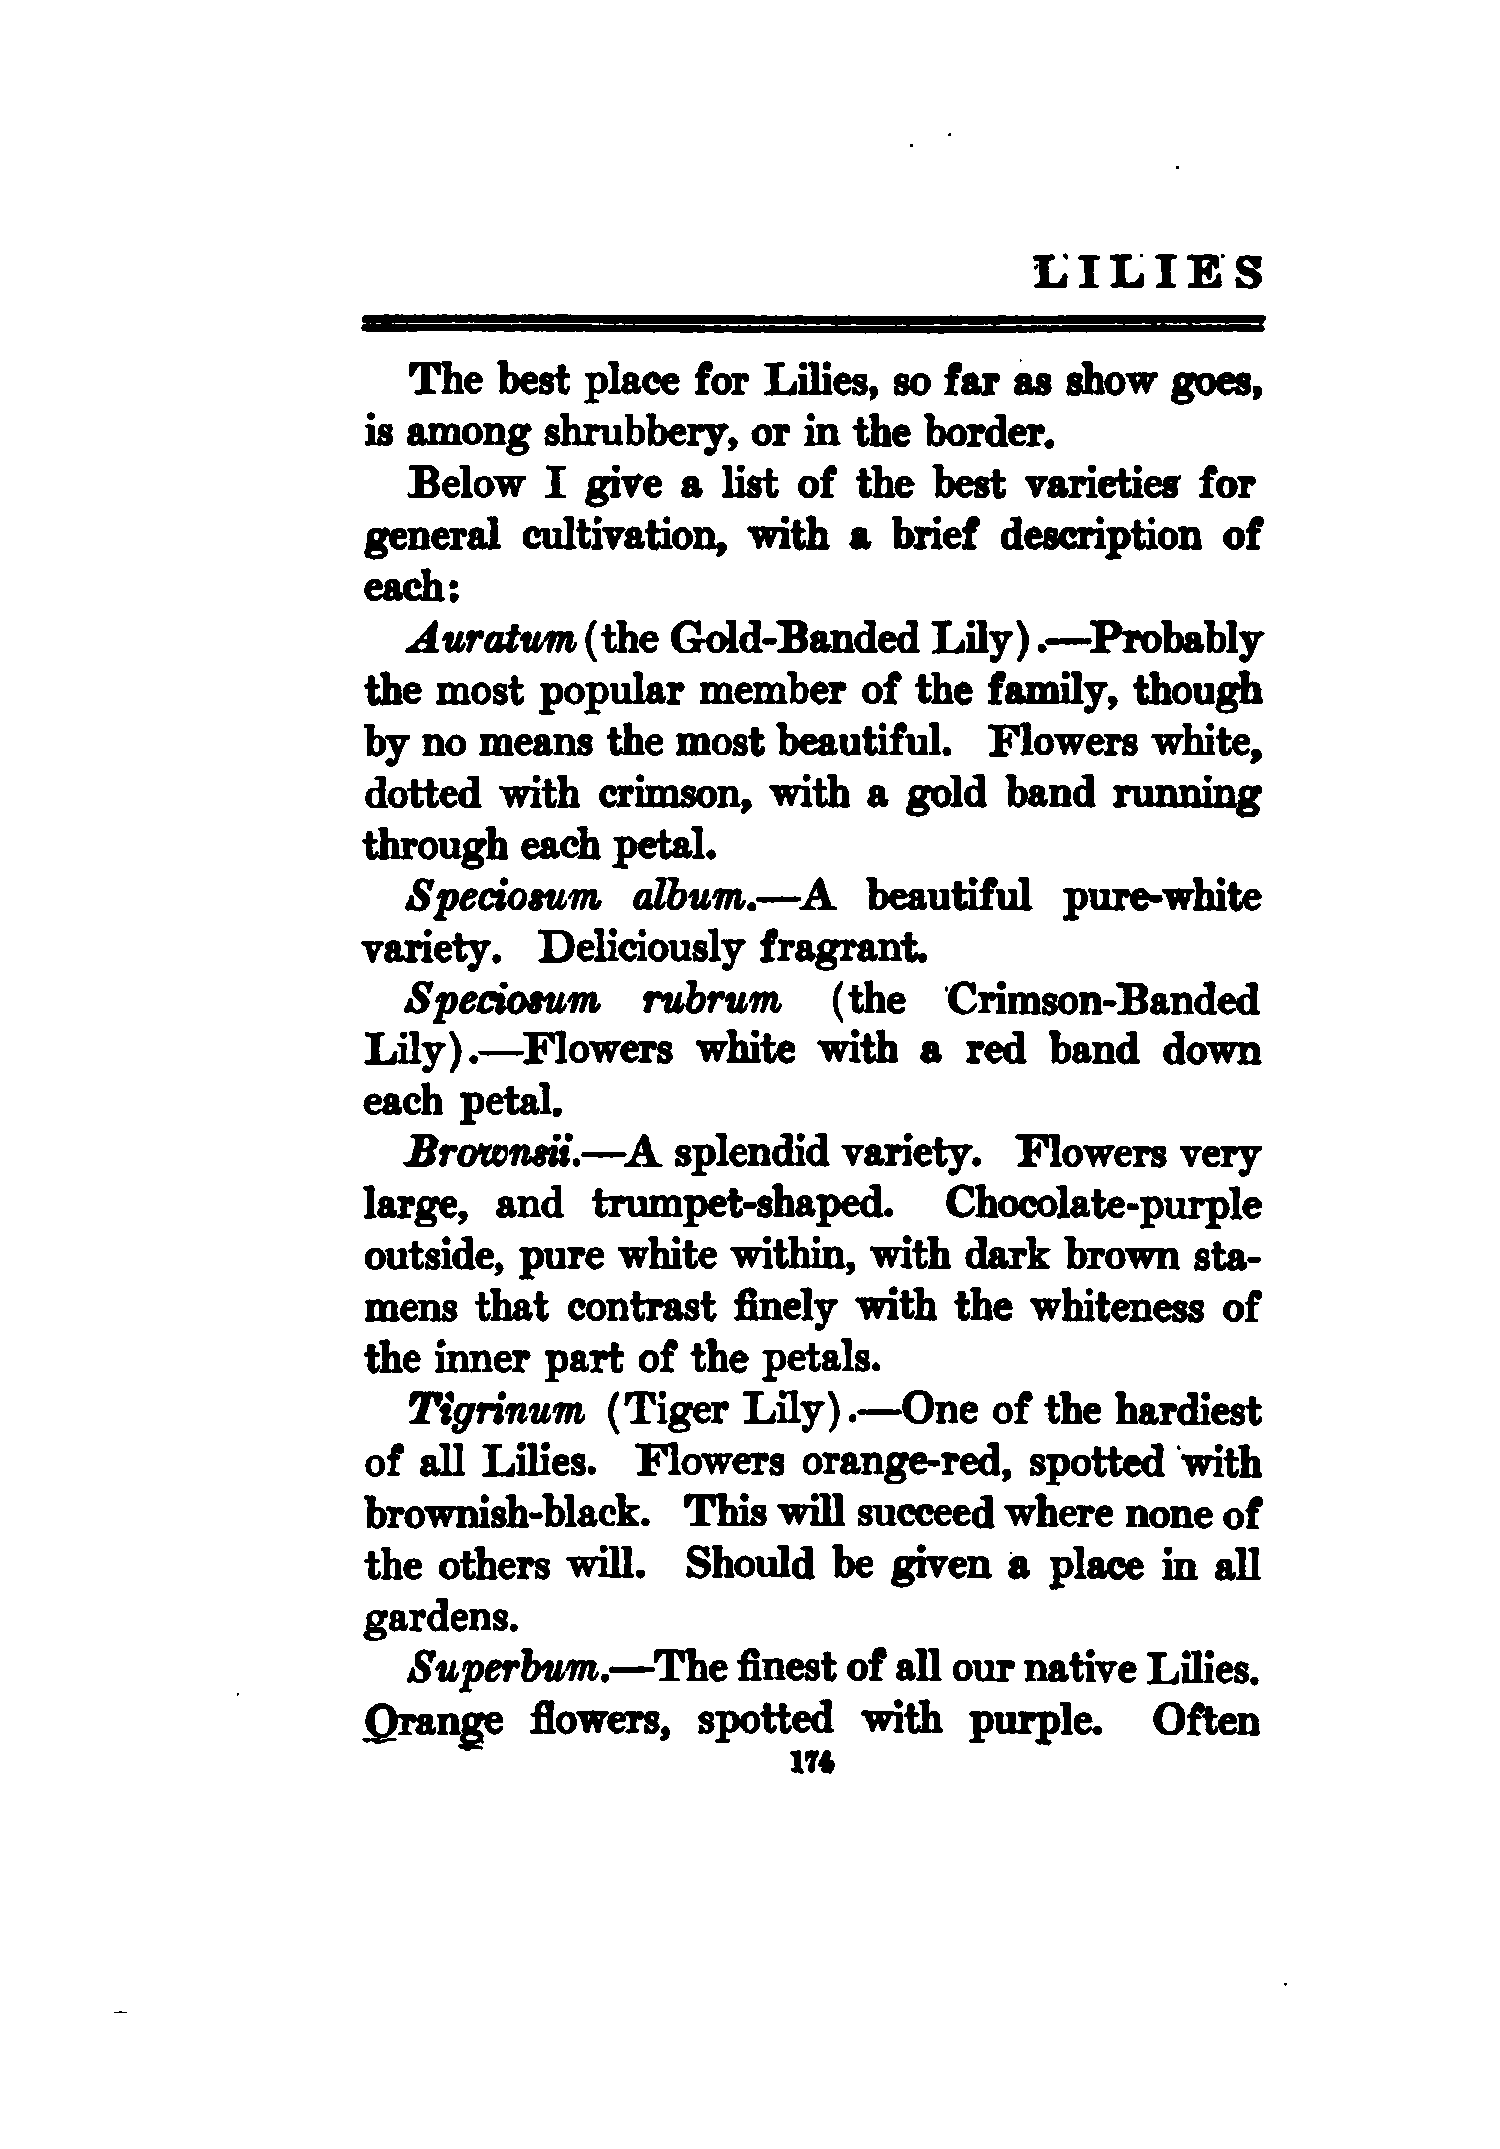 LILIES
The best place for Lilies, so far as show goes,
is among shrubbery, or in the border.
Below I give a list of the best varieties for
general cultivation, with a brief description of
each:
Auratum (the Gold-Banded Lily).—Probably
the most popular member of the family, though
by no means the most beautiful. Flowers white,
dotted with crimson, with a gold band running
through each petal.
Speciosum album.—A beautiful pure-white
variety. Deliciously fragrant.
Speciosum rubrum (the Crimson-Banded
Lily).—Flowers white with a red band down
each petal.
Brownsii.—A splendid variety. Flowers very
large, and trumpet-shaped. Chocolate-purple
outside, pure white within, with dark brown sta-
mens that contrast finely with the whiteness of
the inner part of the petals.
Tigrinum (Tiger Lily).—One of the hardiest
of all Lilies. Flowers orange-red, spotted with
brownish-black. This will succeed where none of
the others will. Should be given a place in all
gardens.
Superbum.—The finest of all our native Lilies.
Orange flowers, spotted with purple. Often
174